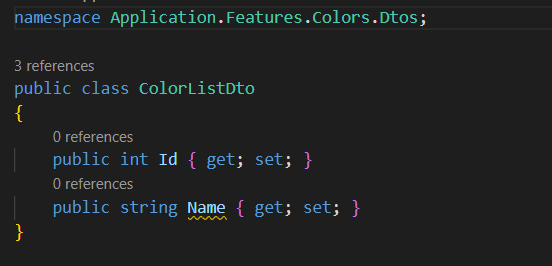 namespace Application.Features.Colors.Dtos;
3 references
public class ColorListDto
{
0 references
public int Id { get; set; }
0 references
public string Name { get; set; }
}